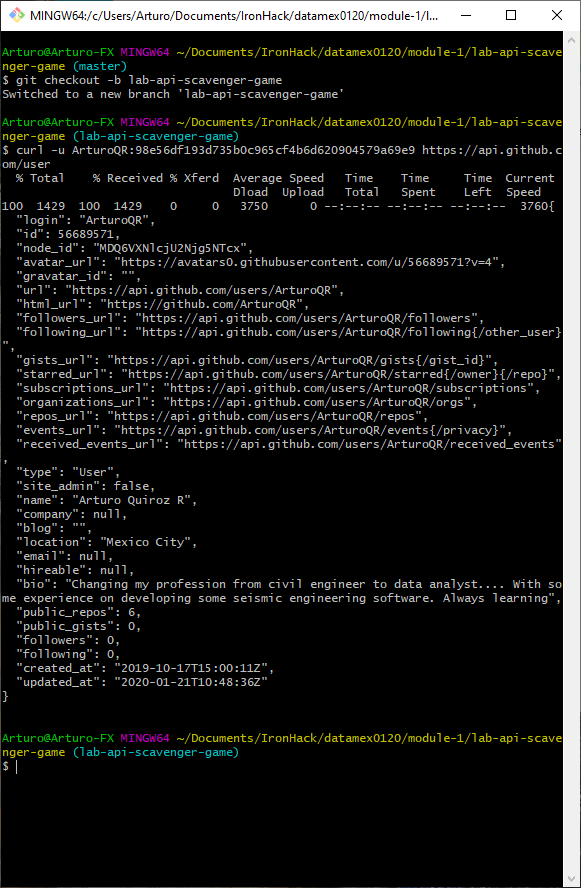 MINGW64:/c/Users/Arturo/Documents/IronHack/datamex0120/module-1/l...
Arturo@Arturo-FX MINGW64 ~/Documents/IronHack/datamex0120/module-1/lab-api-scave
nger-game (master)
$ git checkout -b lab-api-scavenger-game
Switched to a new branch 'lab-api-scavenger-game'
Arturo@Arturo-FX MINGW64 ~/Documents/IronHack/datamex0120/module-1/lab-api-scave
nger-game (lab-api-scavenger-game)
$ curl -u ArturoQR:98e56df193d735b0c965cf4b6d620904579a69e9 https://api.github.c
om/user
  % Total    % Received % Xferd  Average Speed   Time    Time     Time  Current
                                 Dload  Upload   Total   Spent    Left  Speed
100  1429  100  1429    0     0   3750      0 --:--:-- --:--:-- --:--:--  3760{
  "login": "ArturoQR",
  "id": 56689571,
  "node_id": "MDQ6VXNlcjU2Njg5NTcx",
  "avatar_url": "https://avatars0.githubusercontent.com/u/56689571?v=4",
  "gravatar_id": "",
  "url": "https://api.github.com/users/ArturoQR",
  "html_url": "https://github.com/ArturoQR",
  "followers_url": "https://api.github.com/users/ArturoQR/followers",
  "following_url": "https://api.github.com/users/ArturoQR/following{/other_user}
",
  "gists_url": "https://api.github.com/users/ArturoQR/gists{/gist_id}",
  "starred_url": "https://api.github.com/users/ArturoQR/starred{/owner}{/repo}",
  "subscriptions_url": "https://api.github.com/users/ArturoQR/subscriptions",
  "organizations_url": "https://api.github.com/users/ArturoQR/orgs",
  "repos_url": "https://api.github.com/users/ArturoQR/repos",
  "events_url": "https://api.github.com/users/ArturoQR/events{/privacy}",
  "received_events_url": "https://api.github.com/users/ArturoQR/received_events"
,
  "type": "User",
  "site_admin": false,
  "name": "Arturo Quiroz R",
  "company": null,
  "blog": "",
  "location": "Mexico City",
  "email": null,
  "hireable": null,
  "bio": "Changing my profession from civil engineer to data analyst.... With so
me experience on developing some seismic engineering software. Always learning",
  "public_repos": 6,
  "public_gists": 0,
  "followers": 0,
  "following": 0,
  "created_at": "2019-10-17T15:00:11Z",
  "updated_at": "2020-01-21T10:48:36Z"
}
Arturo@Arturo-FX MINGW64 ~/Documents/IronHack/datamex0120/module-1/lab-api-scave
nger-game (lab-api-scavenger-game)
$